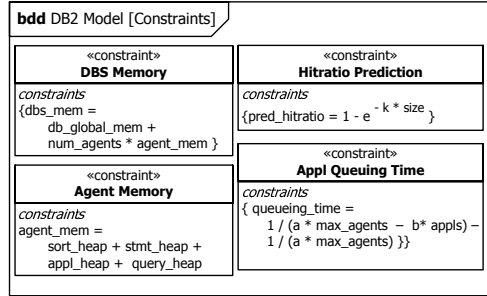 bdd DB2 Model [Constraints]
«constraint»
DBS Memory
constraints
{dbs_mem =
db_global_mem +
num_agents * agent_mem }
«constraint»
Hitratio Prediction
constraints
{pred_hitratio = 1 - e - k * size }
«constraint»
Agent Memory
constraints
agent_mem =
sort_heap + stmt_heap +
appl_heap + query_heap
«constraint»
Appl Queuing Time
constraints
{ queueing_time =
1 / (a * max_agents − b* appls) −
1 / (a * max_agents) }}